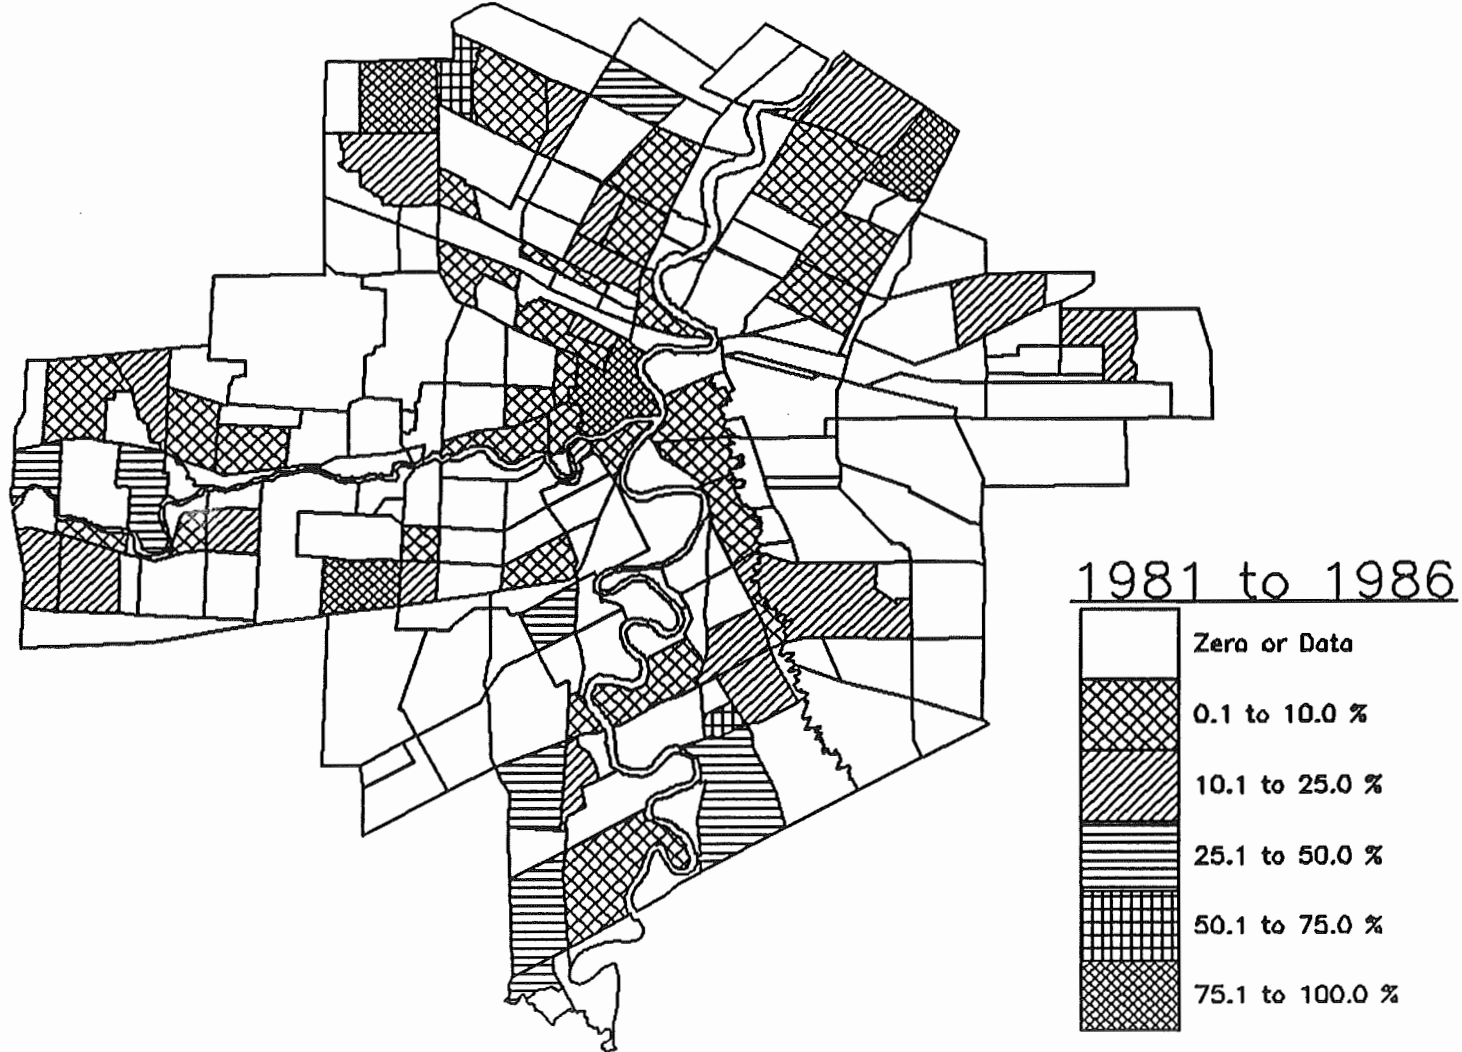 1981 to 1986
Zero or Data
0.1 to 10.0 %
10.1 to 25.0 %
25.1 to 50.0 %
50.1 to 75.0 %
75.1 to 100.0 %